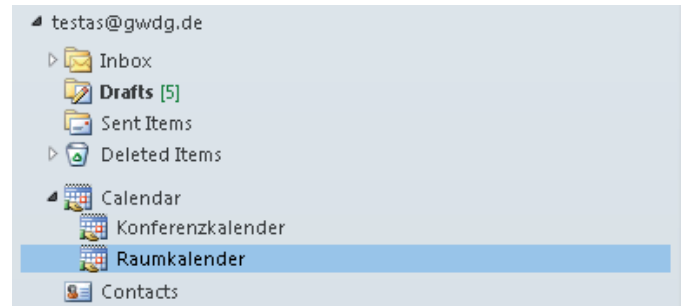 testas@gwdg.de
Inbox
Drafts [5]
Sent Items
Deleted Items
Calendar
Konferenzkalender
Raumkalender
Contacts